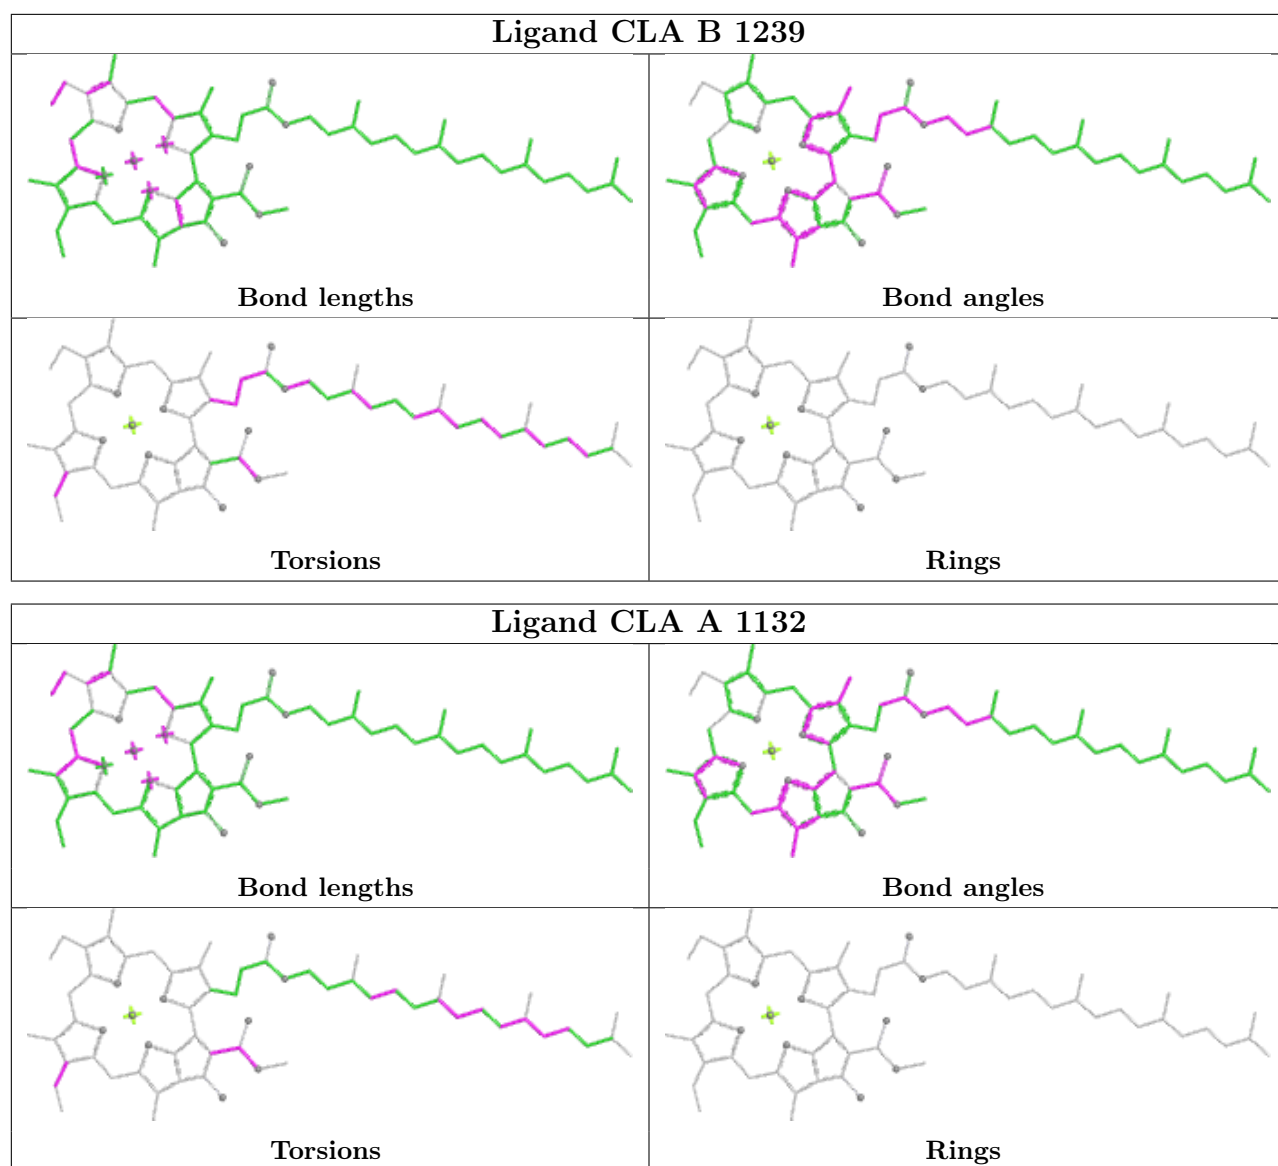 Ligand CLA B 1239
Bond lengths
Bond angles
Torsions
Rings
Ligand CLA A 1132
Bond lengths
Bond angles
Torsions
Rings